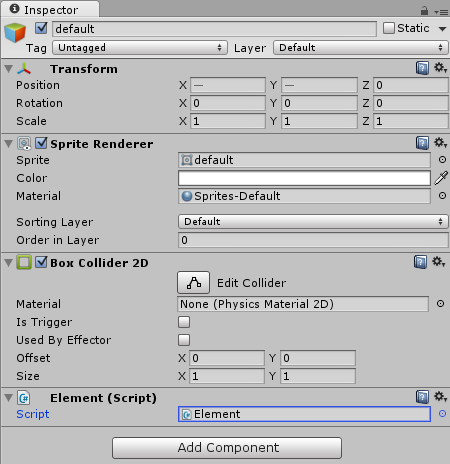 Inspector
default Static
Tag Untagged Layer Default
Transform
Position X — Y — Z 0
Rotation X 0 Y 0 Z 0
Scale X 1 Y 1 Z 1
Sprite Renderer
Sprite default
Color
Material Sprites-Default
Sorting Layer Default
Order in Layer 0
Box Collider 2D
Edit Collider
Material None (Physics Material 2D)
Is Trigger
Used By Effector
Offset X 0 Y 0
Size X 1 Y 1
Element (Script)
Script Element
Add Component